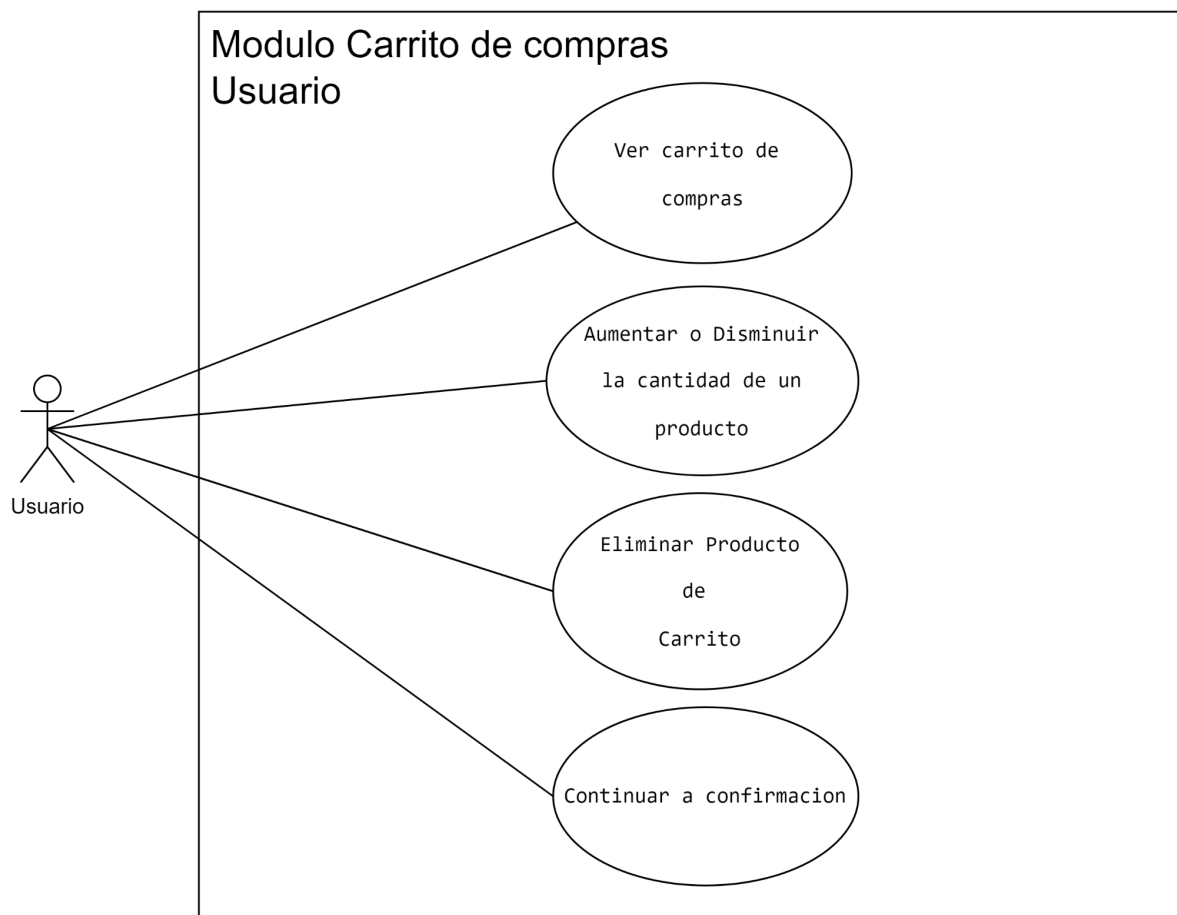 Modulo Carrito de compras
Usuario
Ver carrito de
compras
Aumentar o Disminuir
la cantidad de un
producto
Usuario
Eliminar Producto
de
Carrito
Continuar a confirmacion